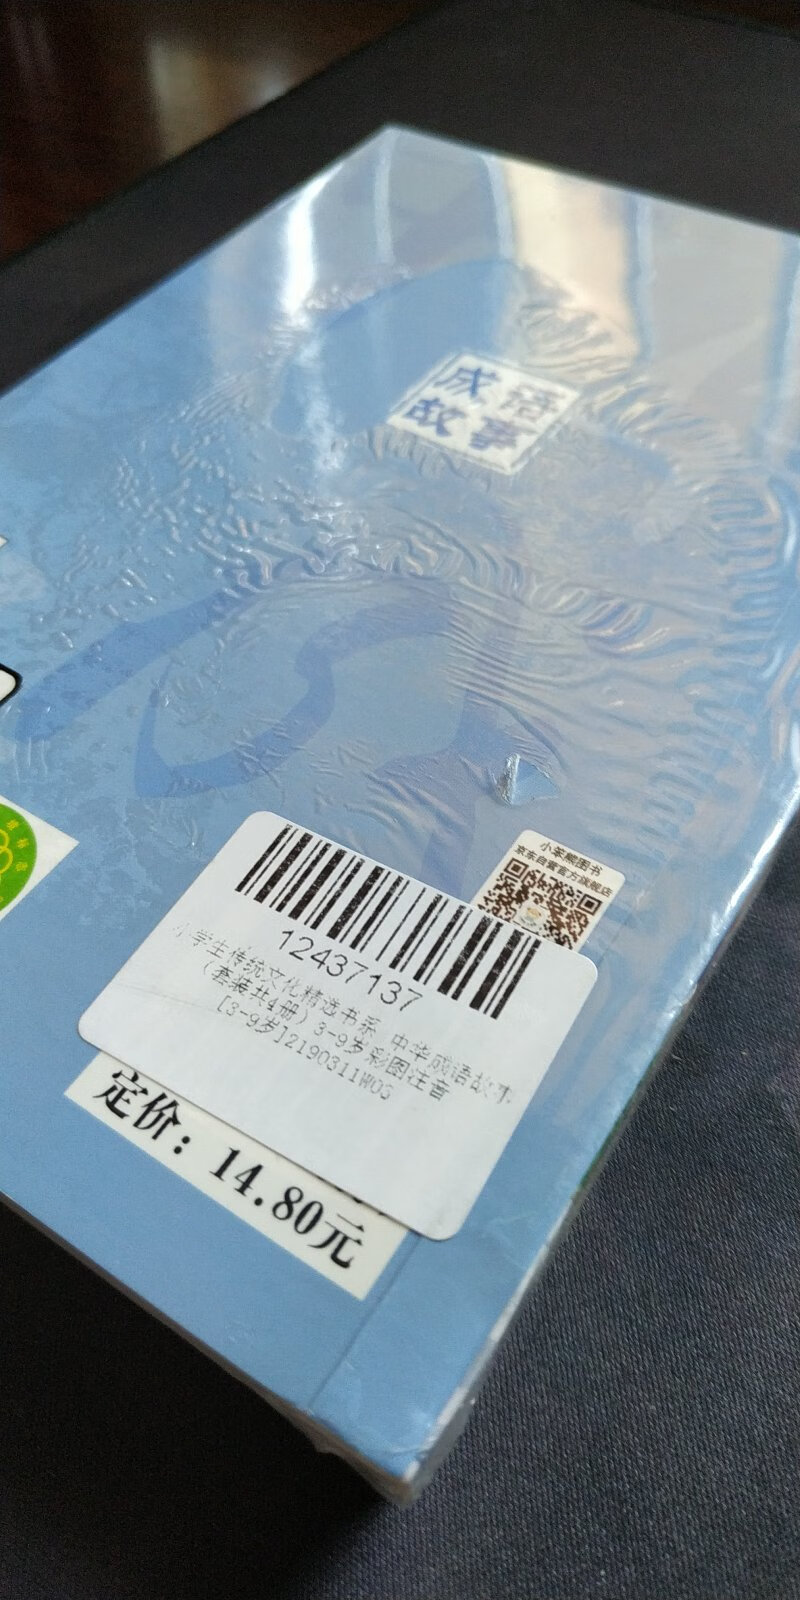 成语
故事
小笨熊图书
京东自营官方旗舰店
12437137
小学生传统文化精选书系 中华成语故事
（套装共4册）3-9岁彩图注音
[3-9岁]2190311W03
定价：14.80元